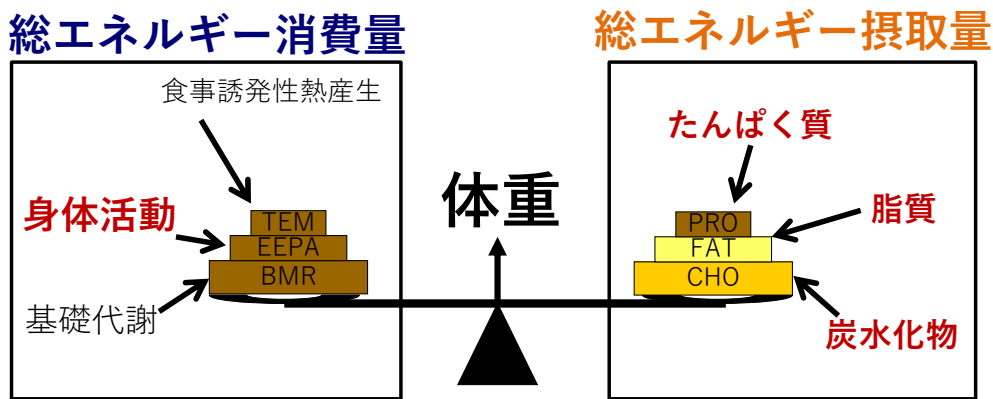 総エネルギー消費量
総エネルギー摂取量
食事誘発性熱産生
たんぱく質
体重
身体活動
脂質
TEM
EEPA
BMR
PRO
FAT
CHO
基礎代謝
炭水化物